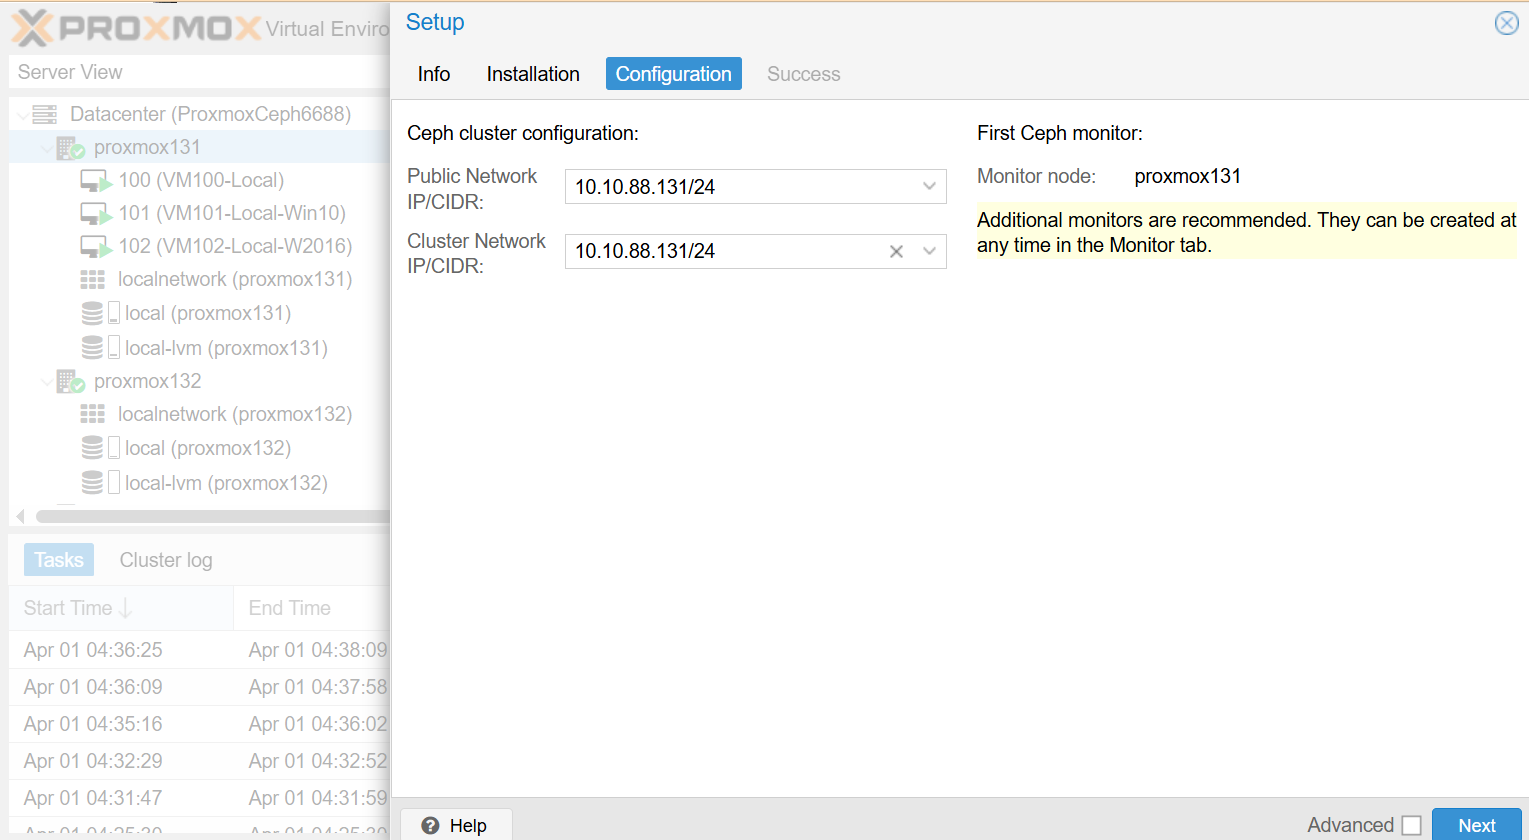 PROXMOX Virtual Enviro
Server View
Datacenter (ProxmoxCeph6688)
proxmox131
100 (VM100-Local)
101 (VM101-Local-Win10)
102 (VM102-Local-W2016)
localnetwork (proxmox131)
local (proxmox131)
local-lvm (proxmox131)
proxmox132
localnetwork (proxmox132)
local (proxmox132)
local-lvm (proxmox132)
Tasks Cluster log
Start Time End Time
Apr 01 04:36:25 Apr 01 04:38:09
Apr 01 04:36:09 Apr 01 04:37:58
Apr 01 04:35:16 Apr 01 04:36:02
Apr 01 04:32:29 Apr 01 04:32:52
Apr 01 04:31:47 Apr 01 04:31:59
Setup
Info Installation Configuration Success
Ceph cluster configuration:
Public Network
IP/CIDR:
10.10.88.131/24
Cluster Network
IP/CIDR:
10.10.88.131/24
First Ceph monitor:
Monitor node: proxmox131
Additional monitors are recommended. They can be created at
any time in the Monitor tab.
Help
Advanced
Next